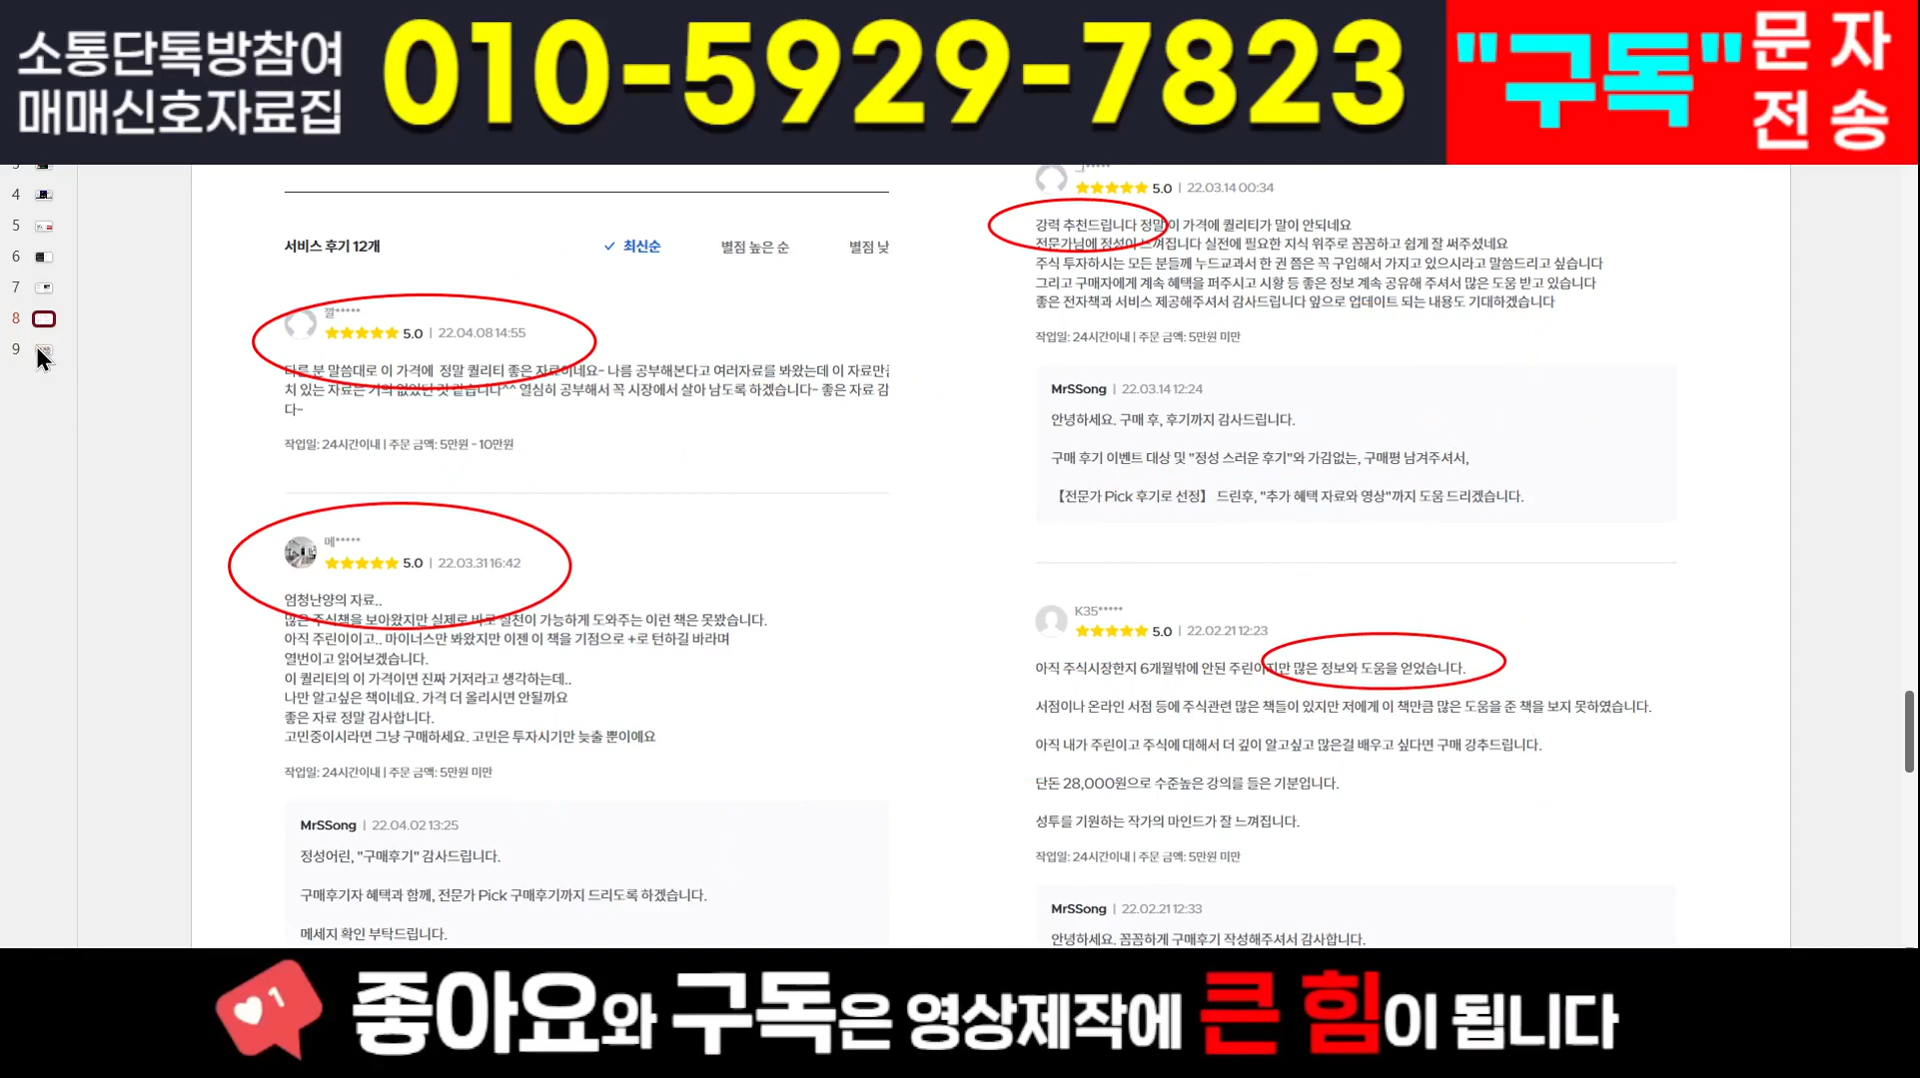 소통단톡방참여
매매신호자료집
010-5929-7823
"구독"
문 자
전 송
4
5
6
7
8
9
서비스 후기 12개
✓ 최신순
별점 높은 순
별점 낮
깔*****
★★★★★ 5.0 | 22.04.08 14:55
다른 분 말씀대로 이 가격에 정말 퀄리티 좋은 자료이네요~ 나름 공부해본다고 여러자료를 봐왔는데 이 자료만큼
치 있는 자료는 거의 없었던 것 같습니다^^ 열심히 공부해서 꼭 시장에서 살아 남도록 하겠습니다~ 좋은 자료 감
다~
작업일: 24시간이내 | 주문 금액: 5만원 - 10만원
메*****
★★★★★ 5.0 | 22.03.31 16:42
엄청난양의 자료..
많은 주식책을 보아왔지만 실제로 바로 실천이 가능하게 도와주는 이런 책은 못봤습니다.
아직 주린이이고.. 마이너스만 봐왔지만 이젠 이 책을 기점으로 +로 턴하길 바라며
열번이고 읽어보겠습니다.
이 퀄리티의 이 가격이면 진짜 거저라고 생각하는데..
나만 알고싶은 책이네요. 가격 더 올리시면 안될까요
좋은 자료 정말 감사합니다.
고민중이시라면 그냥 구매하세요. 고민은 투자시기만 늦출 뿐이예요
작업일: 24시간이내 | 주문 금액: 5만원 미만
MrSSong | 22.04.02 13:25
정성어린, "구매후기" 감사드립니다.
구매후기자 혜택과 함께, 전문가 Pick 구매후기까지 드리도록 하겠습니다.
메세지 확인 부탁드립니다.
★★★★★ 5.0 | 22.03.14 00:34
강력 추천드립니다 정말 이 가격에 퀄리티가 말이 안되네요
전문가님에 정성이 느껴집니다 실전에 필요한 지식 위주로 꼼꼼하고 쉽게 잘 써주셨네요
주식 투자하시는 모든 분들께 누드교과서 한 권 쯤은 꼭 구입해서 가지고 있으시라고 말씀드리고 싶습니다
그리고 구매자에게 계속 혜택을 퍼주시고 시황 등 좋은 정보 계속 공유해 주셔서 많은 도움 받고 있습니다
좋은 전자책과 서비스 제공해주셔서 감사드립니다 앞으로 업데이트 되는 내용도 기대하겠습니다
작업일: 24시간이내 | 주문 금액: 5만원 미만
MrSSong | 22.03.14 12:24
안녕하세요. 구매 후, 후기까지 감사드립니다.
구매 후기 이벤트 대상 및 "정성 스러운 후기"와 가감없는, 구매평 남겨주셔서,
【전문가 Pick 후기로 선정】 드린후, "추가 혜택 자료와 영상"까지 도움 드리겠습니다.
K35*****
★★★★★ 5.0 | 22.02.21 12:23
아직 주식시장한지 6개월밖에 안된 주린이지만 많은 정보와 도움을 얻었습니다.
서점이나 온라인 서점 등에 주식관련 많은 책들이 있지만 저에게 이 책만큼 많은 도움을 준 책을 보지 못하였습니다.
아직 내가 주린이고 주식에 대해서 더 깊이 알고싶고 많은걸 배우고 싶다면 구매 강추드립니다.
단돈 28,000원으로 수준높은 강의를 들은 기분입니다.
성투를 기원하는 작가의 마인드가 잘 느껴집니다.
작업일: 24시간이내 | 주문 금액: 5만원 미만
MrSSong | 22.02.21 12:33
안녕하세요. 꼼꼼하게 구매후기 작성해주셔서 감사합니다.
1
좋아요와 구독은 영상제작에 큰 힘이 됩니다